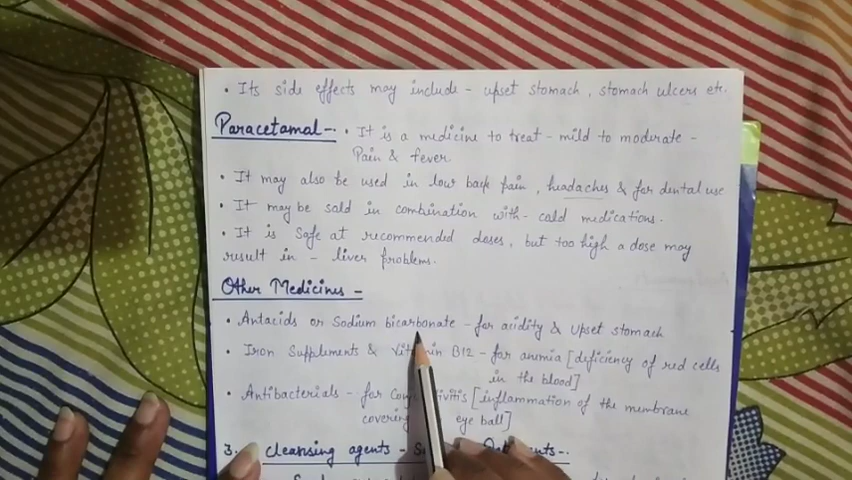 • Its side effects may include - upset stomach, stomach ulcers etc.
Paracetamal - • It is a medicine to treat - mild to moderate -
Pain & fever
• It may also be used in low back pain, headaches & for dental use
• It may be sold in combination with - cold medications.
• It is safe at recommended doses, but too high a dose may
result in - liver problems.
Other Medicines -
• Antacids or Sodium bicarbonate - for acidity & upset stomach
• Iron Supplements & in B12 - for anmia [deficiency of red cells
in the blood]
• Antibacterials - for [inflammation of the membrane
covering eye ball]
3. Cleansing agents -